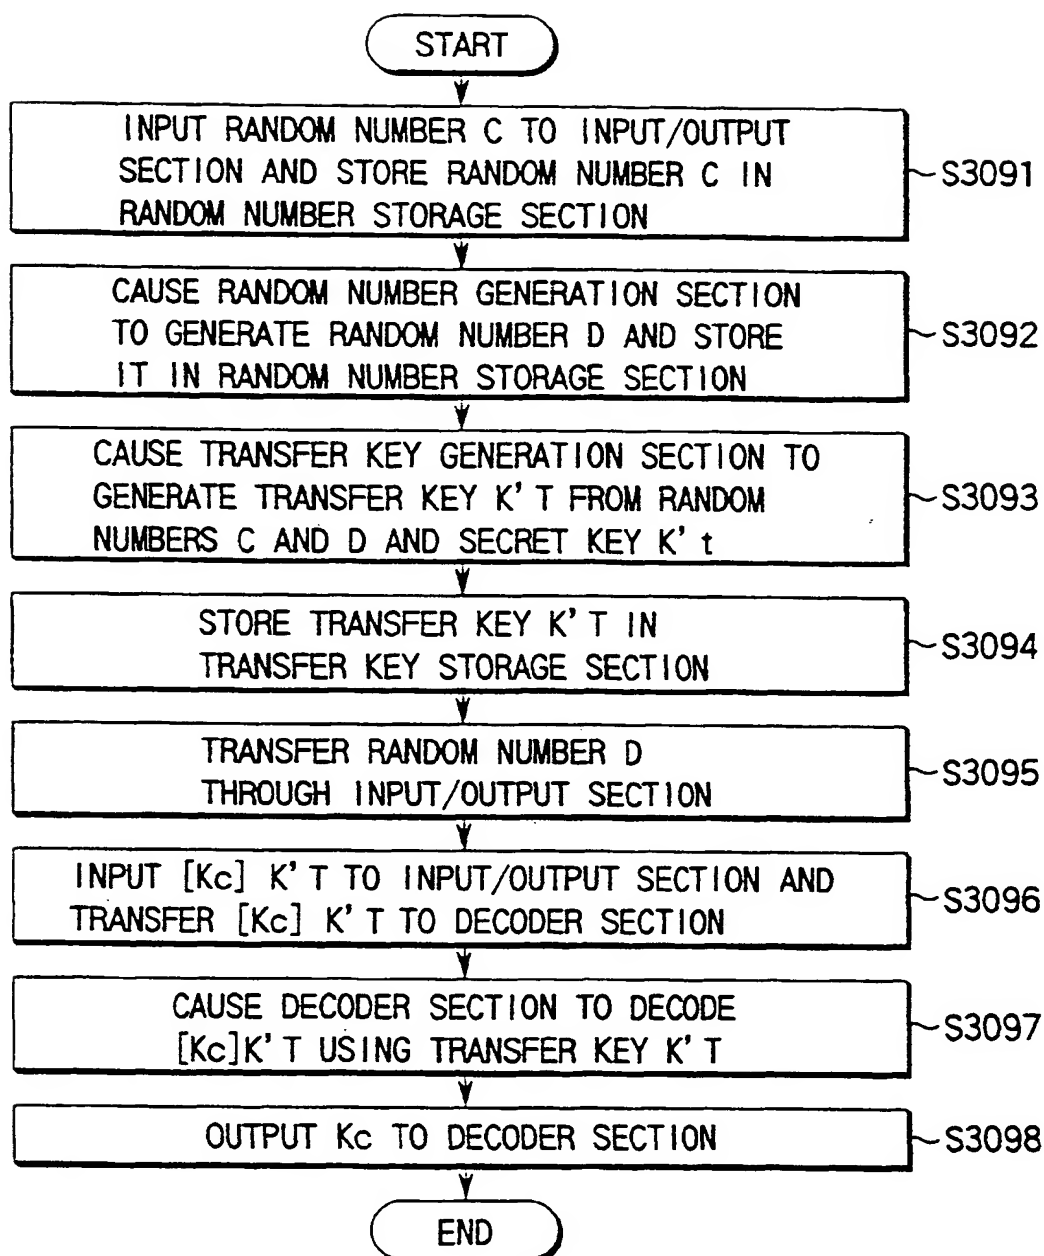 START
INPUT RANDOM NUMBER C TO INPUT/OUTPUT
SECTION AND STORE RANDOM NUMBER C IN
RANDOM NUMBER STORAGE SECTION
S3091
CAUSE RANDOM NUMBER GENERATION SECTION
TO GENERATE RANDOM NUMBER D AND STORE
IT IN RANDOM NUMBER STORAGE SECTION
S3092
CAUSE TRANSFER KEY GENERATION SECTION TO
GENERATE TRANSFER KEY K'T FROM RANDOM
NUMBERS C AND D AND SECRET KEY K't
S3093
STORE TRANSFER KEY K'T IN
TRANSFER KEY STORAGE SECTION
S3094
TRANSFER RANDOM NUMBER D
THROUGH INPUT/OUTPUT SECTION
S3095
INPUT [Kc] K'T TO INPUT/OUTPUT SECTION AND
TRANSFER [Kc] K'T TO DECODER SECTION
S3096
CAUSE DECODER SECTION TO DECODE
[Kc]K'T USING TRANSFER KEY K'T
S3097
OUTPUT Kc TO DECODER SECTION
S3098
END